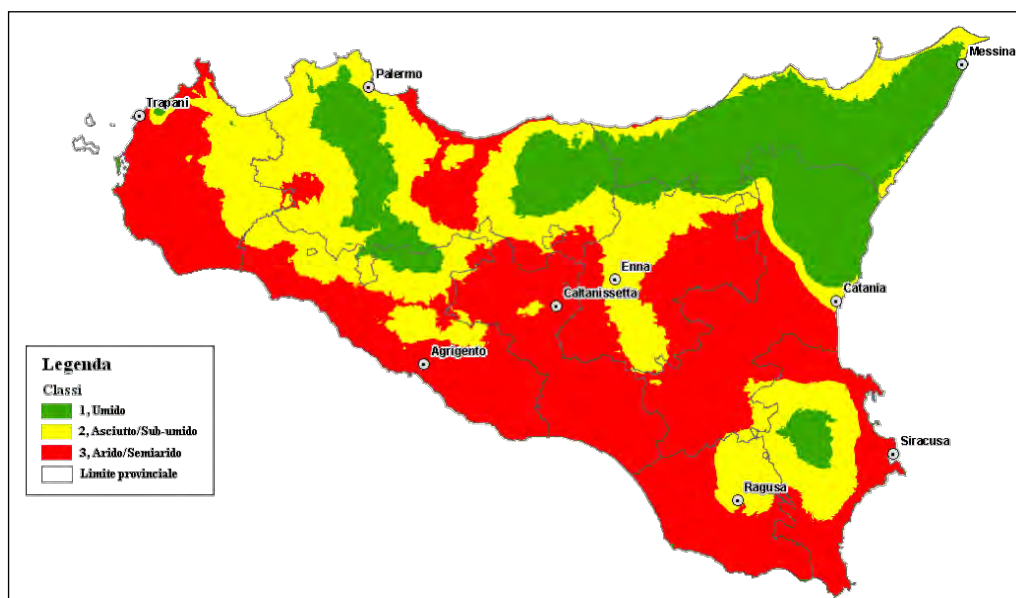 Messina
Palermo
Trapani
Enna
Caltanissetta
Catania
Agrigento
Siracusa
Ragusa
Legenda
Classi
1, Umido
2, Asciutto/Sub-umido
3, Arido/Semiarido
Limite provinciale